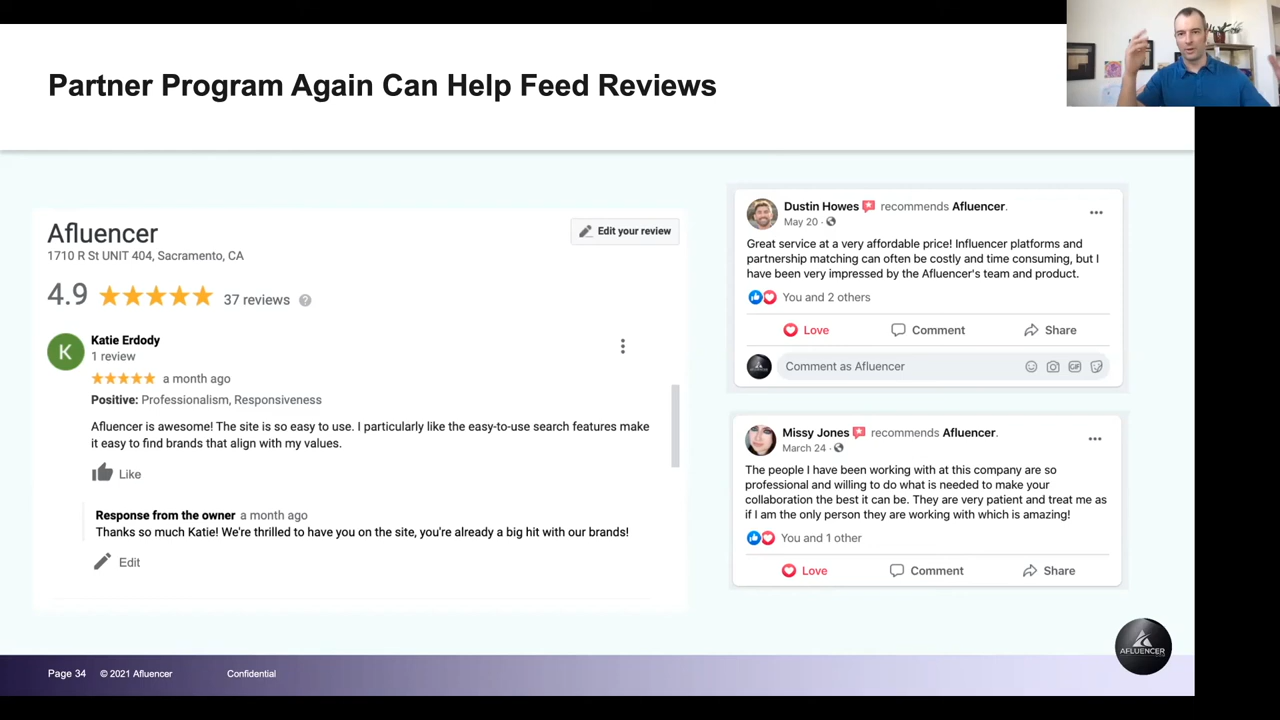 Partner Program Again Can Help Feed Reviews
Afluencer
1710 R St UNIT 404, Sacramento, CA
Edit your review
4.9
37 reviews
?
K
Katie Erdody
1 review
a month ago
Positive: Professionalism, Responsiveness
Afluencer is awesome! The site is so easy to use. I particularly like the easy-to-use search features make
it easy to find brands that align with my values.
Like
Response from the owner a month ago
Thanks so much Katie! We're thrilled to have you on the site, you're already a big hit with our brands!
Edit
Dustin Howes recommends Afluencer.
May 20 ·
Great service at a very affordable price! Influencer platforms and
partnership matching can often be costly and time consuming, but I
have been very impressed by the Afluencer's team and product.
You and 2 others
Love Comment Share
Comment as Afluencer
GIF
Missy Jones recommends Afluencer.
March 24 ·
The people I have been working with at this company are so
professional and willing to do what is needed to make your
collaboration the best it can be. They are very patient and treat me as
if I am the only person they are working with which is amazing!
You and 1 other
Love Comment Share
AFLUENCER
Page 34 © 2021 Afluencer Confidential